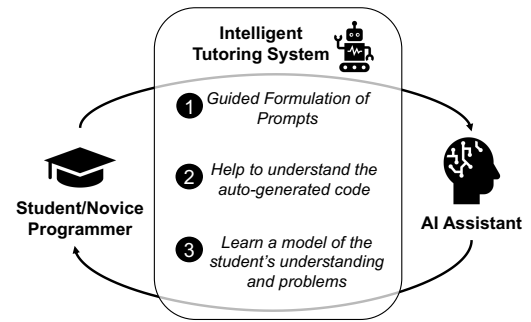 Intelligent
Tutoring System
1 Guided Formulation of
Prompts
2 Help to understand the
auto-generated code
3 Learn a model of the
student's understanding
and problems
Student/Novice
Programmer
AI Assistant